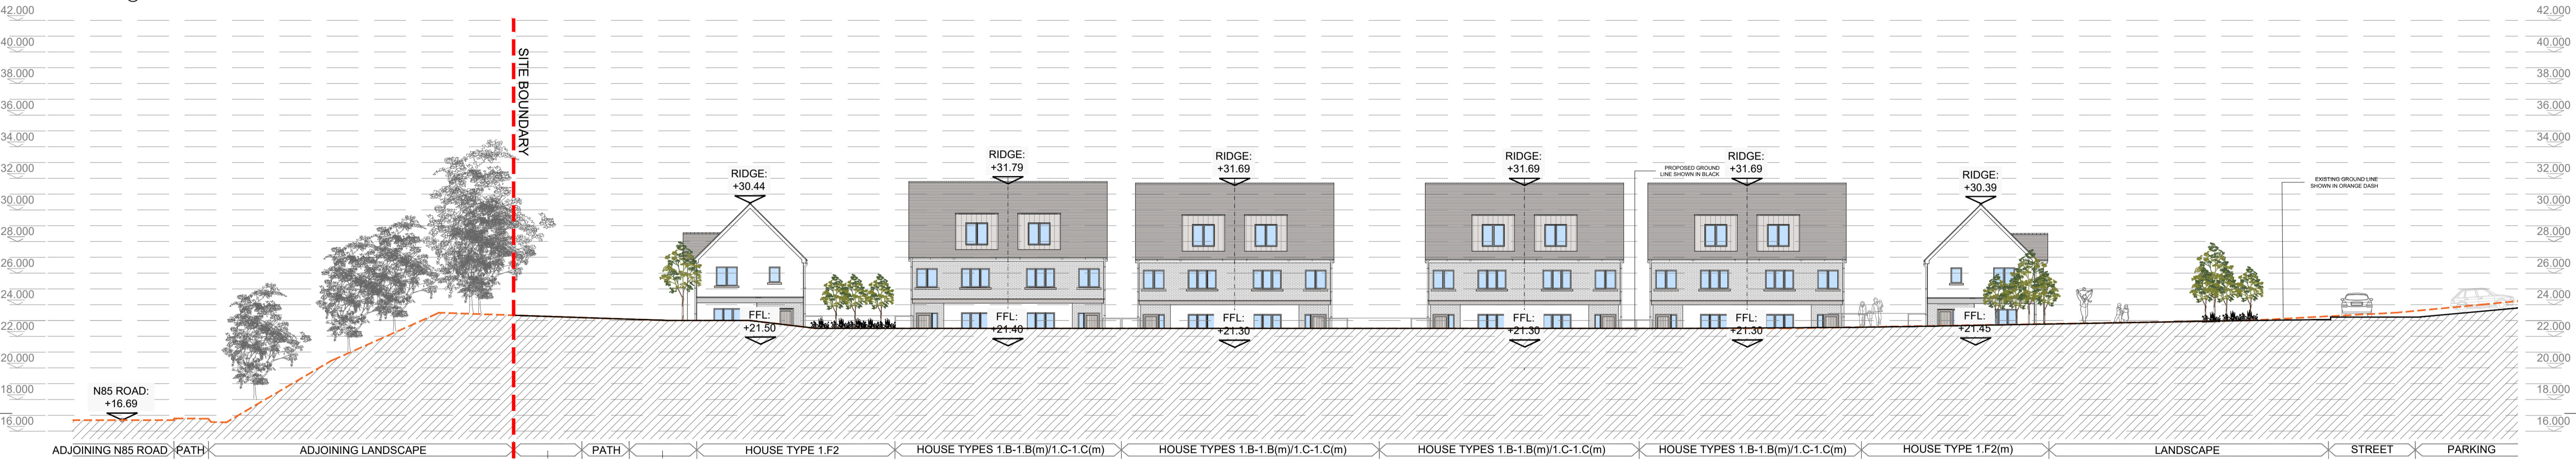 42.000
40.000
38.000
36.000
34.000
32.000
30.000
28.000
26.000
24.000
22.000
20.000
18.000
16.000
SITE BOUNDARY
N85 ROAD:
+16.69
RIDGE:
+30.44
FFL:
+21.50
RIDGE:
+31.79
FFL:
+21.40
RIDGE:
+31.69
FFL:
+21.30
RIDGE:
+31.69
FFL:
+21.30
PROPOSED GROUND
LINE SHOWN IN BLACK
RIDGE:
+31.69
FFL:
+21.30
RIDGE:
+30.39
FFL:
+21.45
EXISTING GROUND LINE
SHOWN IN ORANGE DASH
42.000
40.000
38.000
36.000
34.000
32.000
30.000
28.000
26.000
24.000
22.000
20.000
18.000
16.000
ADJOINING N85 ROAD
PATH
ADJOINING LANDSCAPE
PATH
HOUSE TYPE 1.F2
HOUSE TYPES 1.B-1.B(m)/1.C-1.C(m)
HOUSE TYPES 1.B-1.B(m)/1.C-1.C(m)
HOUSE TYPES 1.B-1.B(m)/1.C-1.C(m)
HOUSE TYPES 1.B-1.B(m)/1.C-1.C(m)
HOUSE TYPE 1.F2(m)
LANDSCAPE
STREET
PARKING